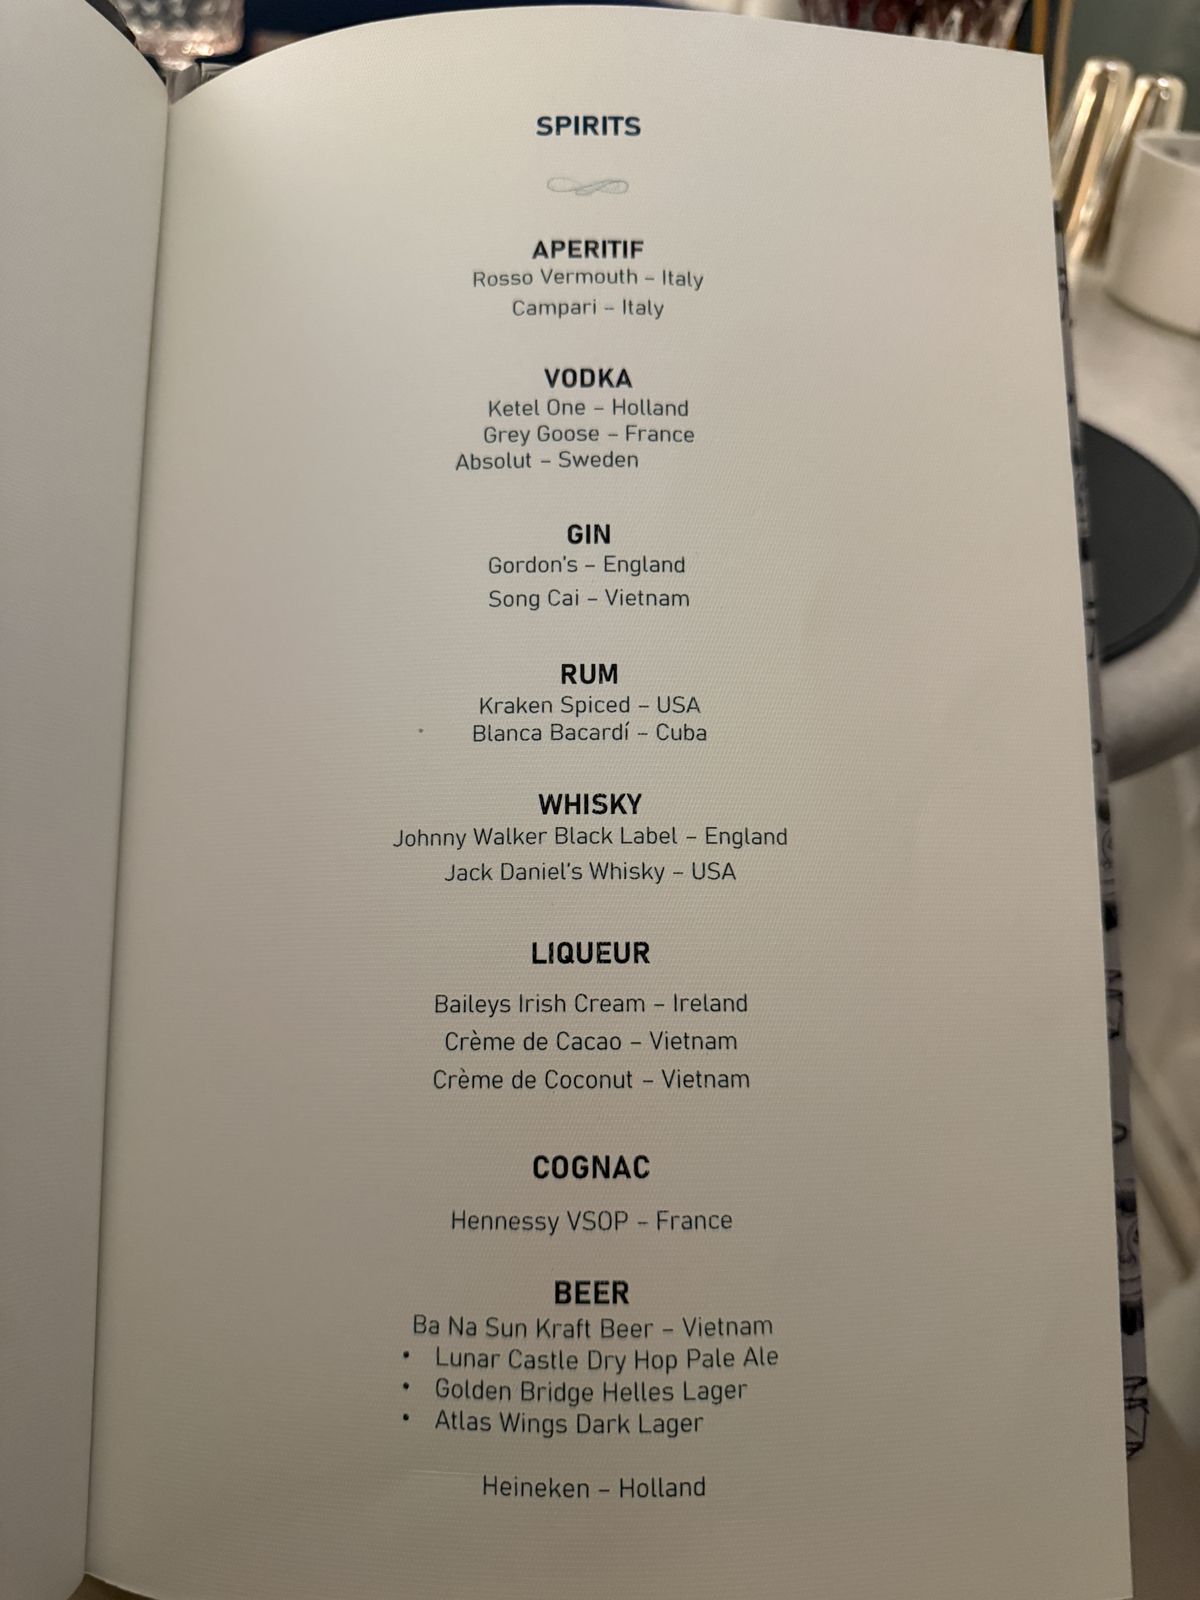 SPIRITS
APERITIF
Rosso Vermouth – Italy
Campari – Italy
VODKA
Ketel One – Holland
Grey Goose – France
Absolut – Sweden
GIN
Gordon's – England
Song Cai – Vietnam
RUM
Kraken Spiced – USA
Blanca Bacardí – Cuba
WHISKY
Johnny Walker Black Label – England
Jack Daniel's Whisky – USA
LIQUEUR
Baileys Irish Cream – Ireland
Crème de Cacao – Vietnam
Crème de Coconut – Vietnam
COGNAC
Hennessy VSOP – France
BEER
Ba Na Sun Kraft Beer – Vietnam
• Lunar Castle Dry Hop Pale Ale
• Golden Bridge Helles Lager
• Atlas Wings Dark Lager
Heineken – Holland